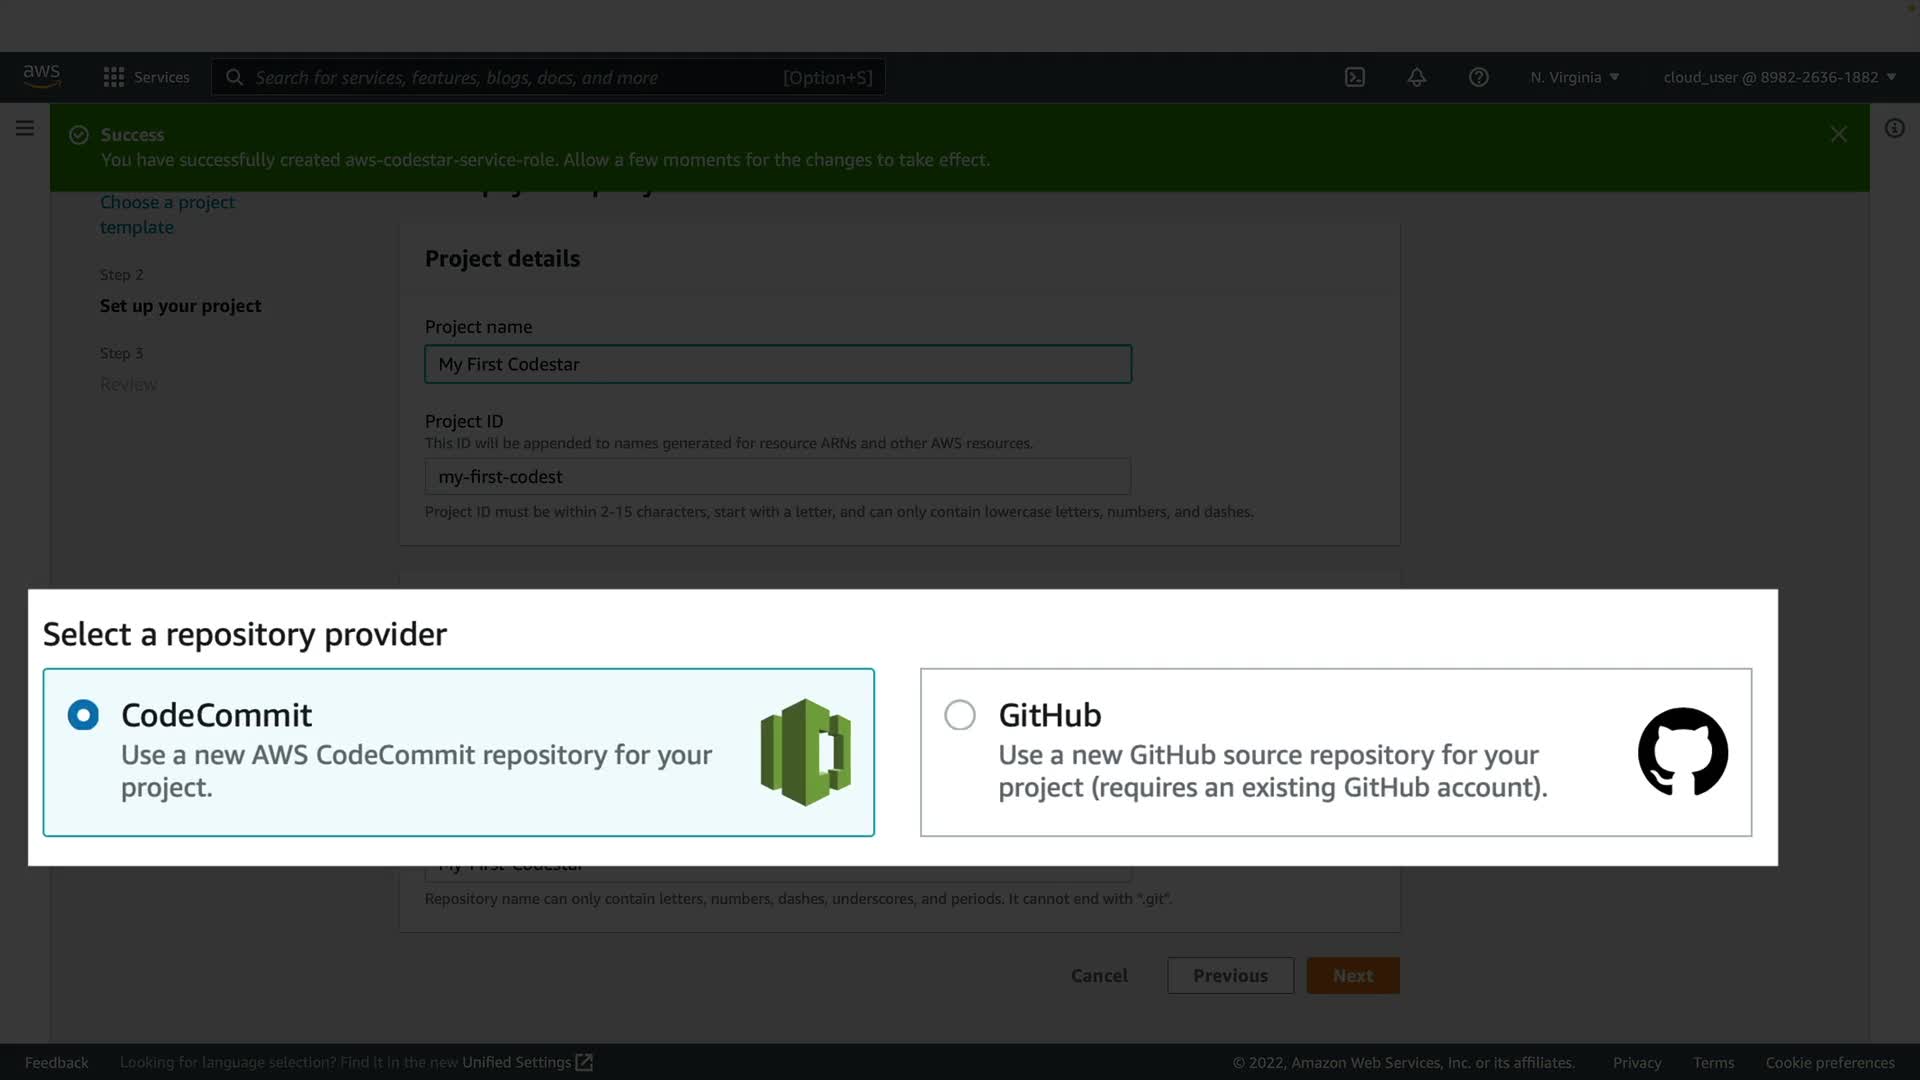 aws
Services
Search for services, features, blogs, docs, and more
[Option+S]
N. Virginia
cloud_user @ 8982-2636-1882
Success
You have successfully created aws-codestar-service-role. Allow a few moments for the changes to take effect.
Choose a project
template
Step 2
Set up your project
Step 3
Review
Project details
Project name
My First Codestar
Project ID
This ID will be appended to names generated for resource ARNs and other AWS resources.
my-first-codest
Project ID must be within 2-15 characters, start with a letter, and can only contain lowercase letters, numbers, and dashes.
Select a repository provider
CodeCommit
Use a new AWS CodeCommit repository for your
project.
GitHub
Use a new GitHub source repository for your
project (requires an existing GitHub account).
My-First-Codestar
Repository name can only contain letters, numbers, dashes, underscores, and periods. It cannot end with ".git".
Cancel
Previous
Next
Feedback
Looking for language selection? Find it in the new Unified Settings
© 2022, Amazon Web Services, Inc. or its affiliates.
Privacy
Terms
Cookie preferences